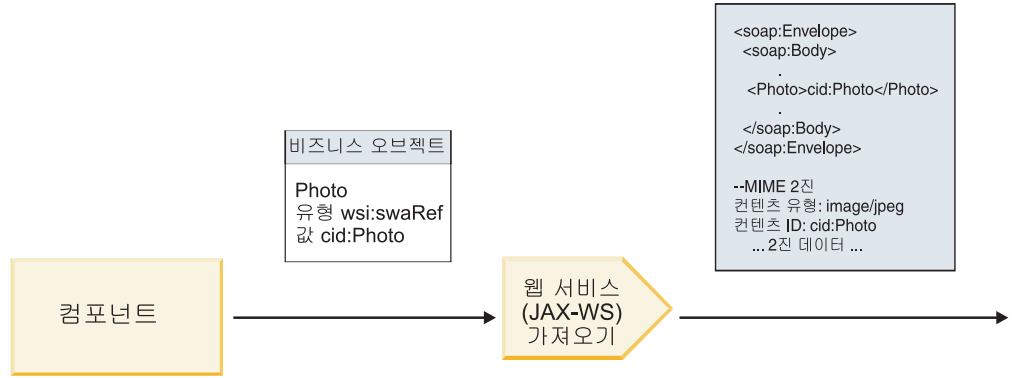 컴포넌트
비즈니스 오브젝트
Photo
유형 wsi:swaRef
값 cid:Photo
웹 서비스
(JAX-WS)
가져오기
<soap:Envelope>
<soap:Body>
.
<Photo>cid:Photo</Photo>
.
</soap:Body>
</soap:Envelope>
--MIME 2진
컨텐츠 유형: image/jpeg
컨텐츠 ID: cid:Photo
... 2진 데이터 ...